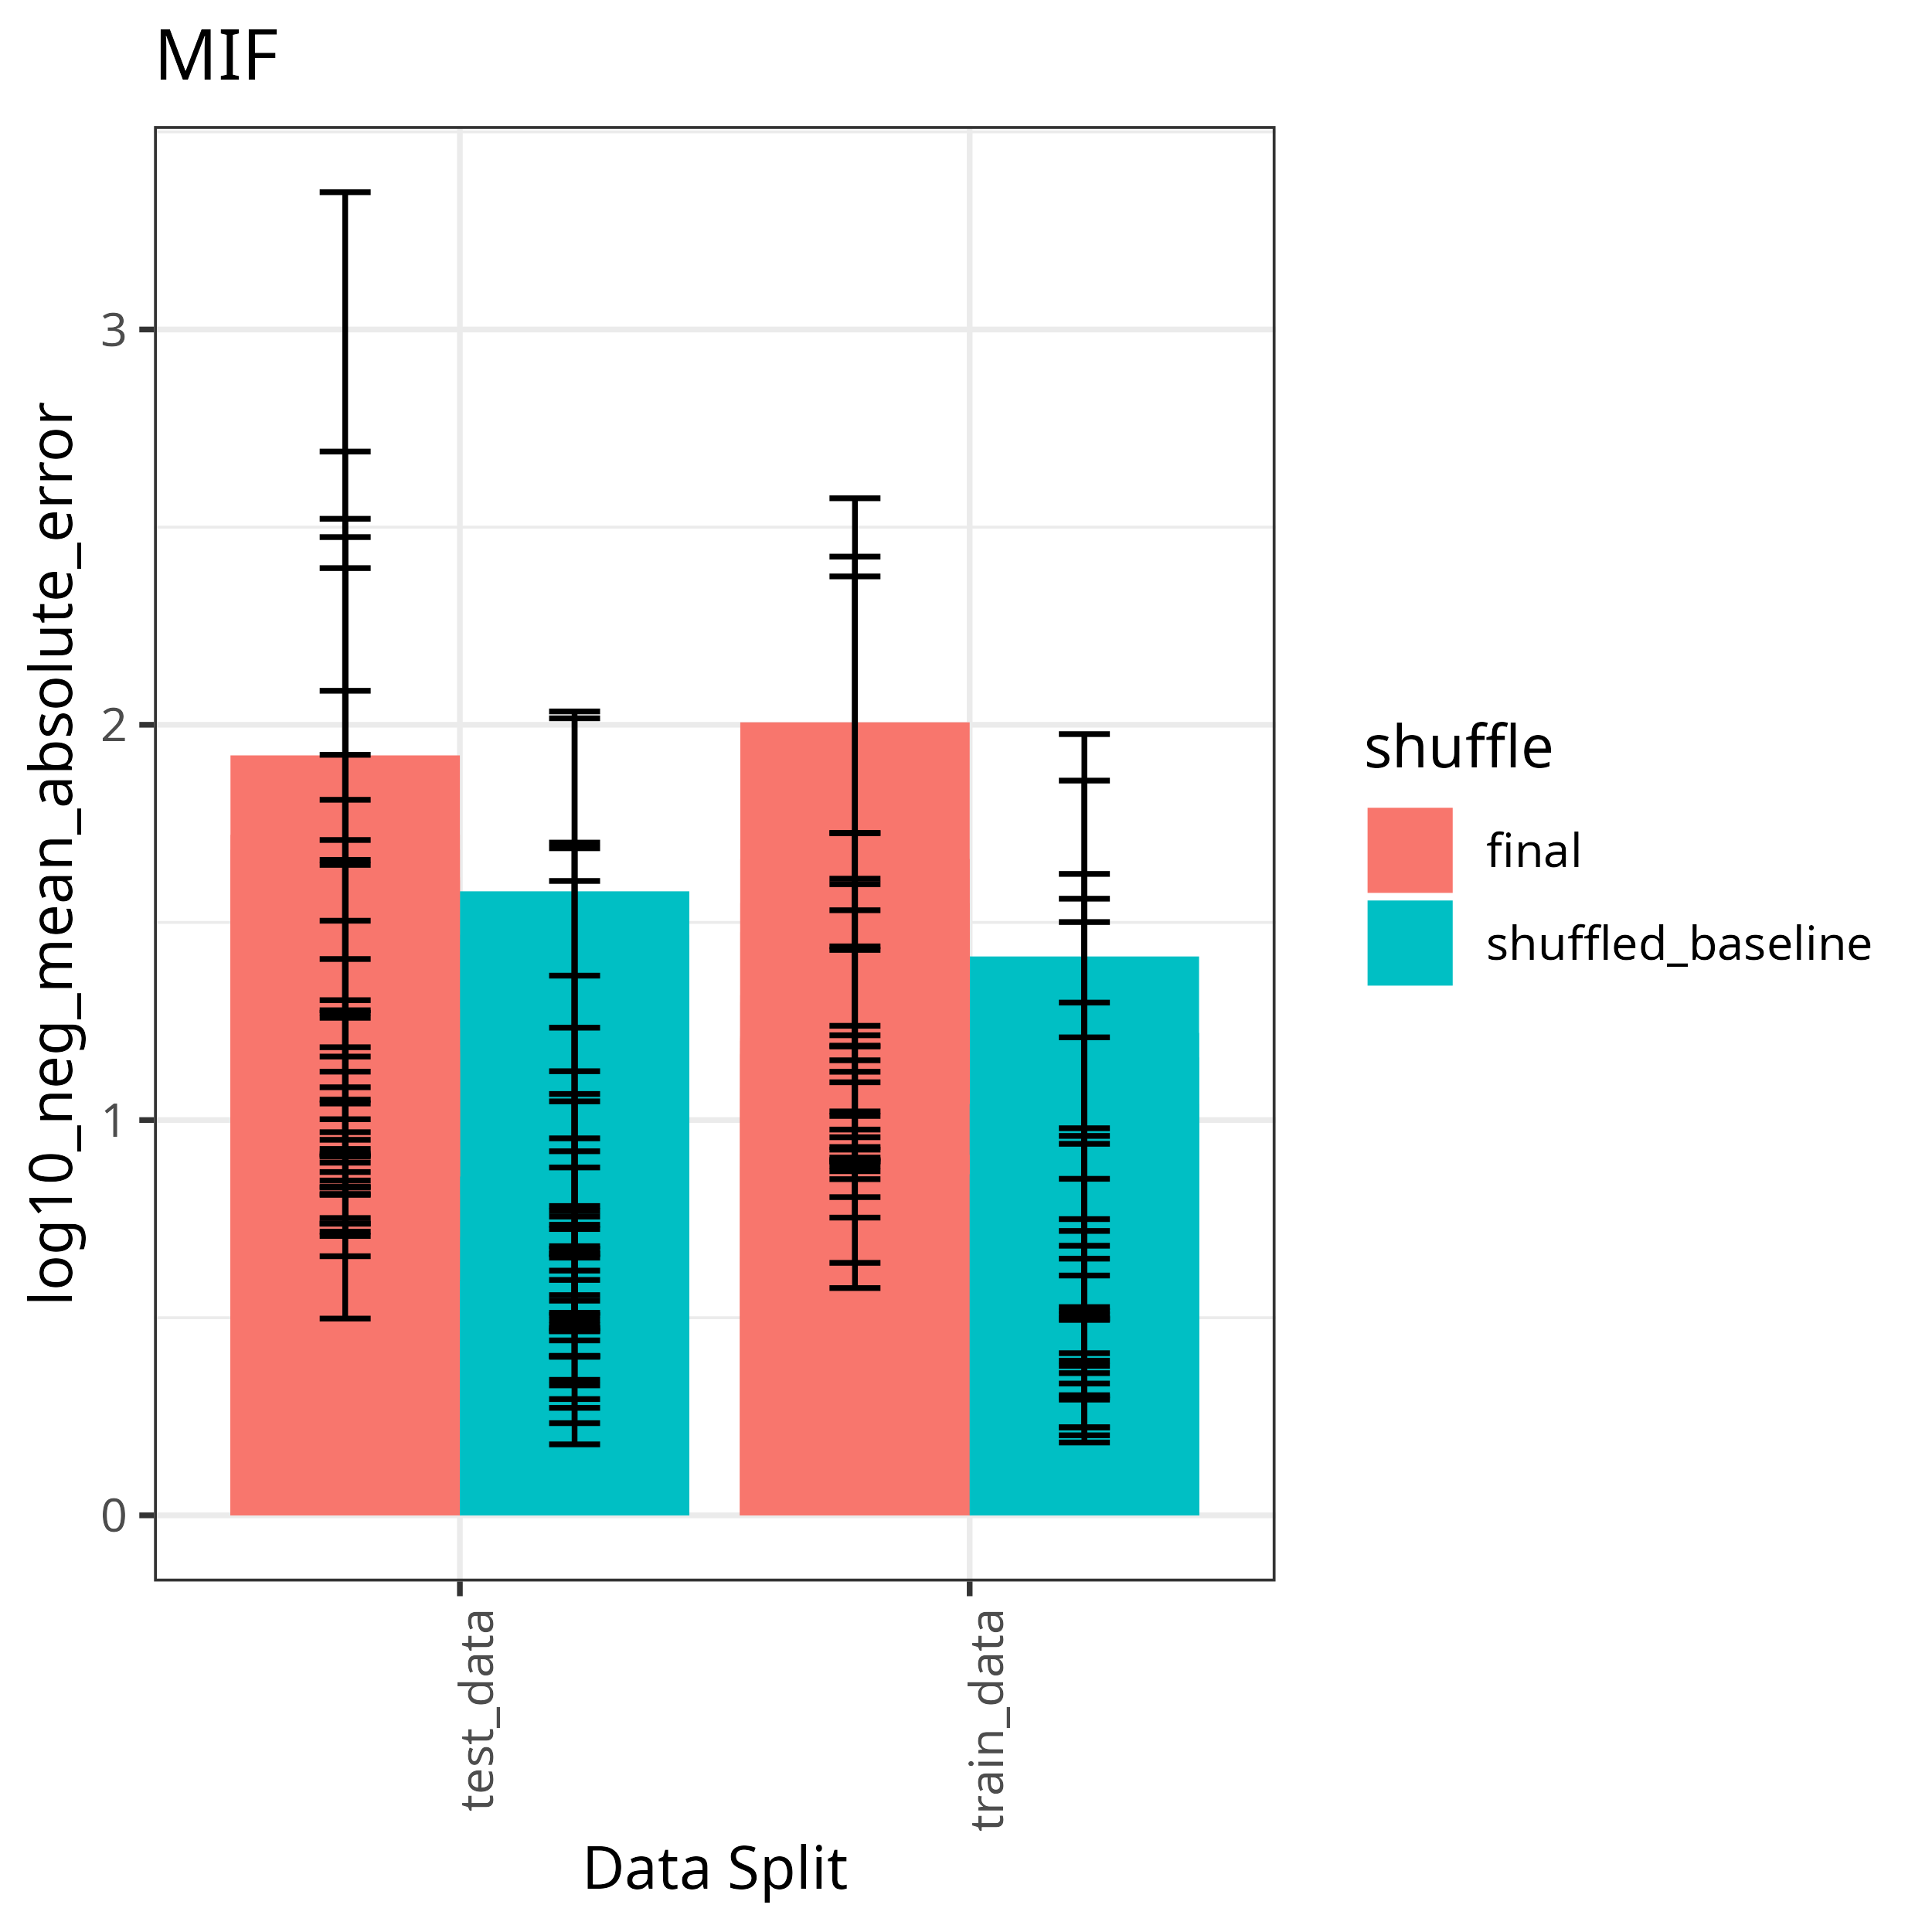 MIF
log10_neg_mean_absolute_error
3
2
1
0
test_data
train_data
Data Split
shuffle
final
shuffled_baseline